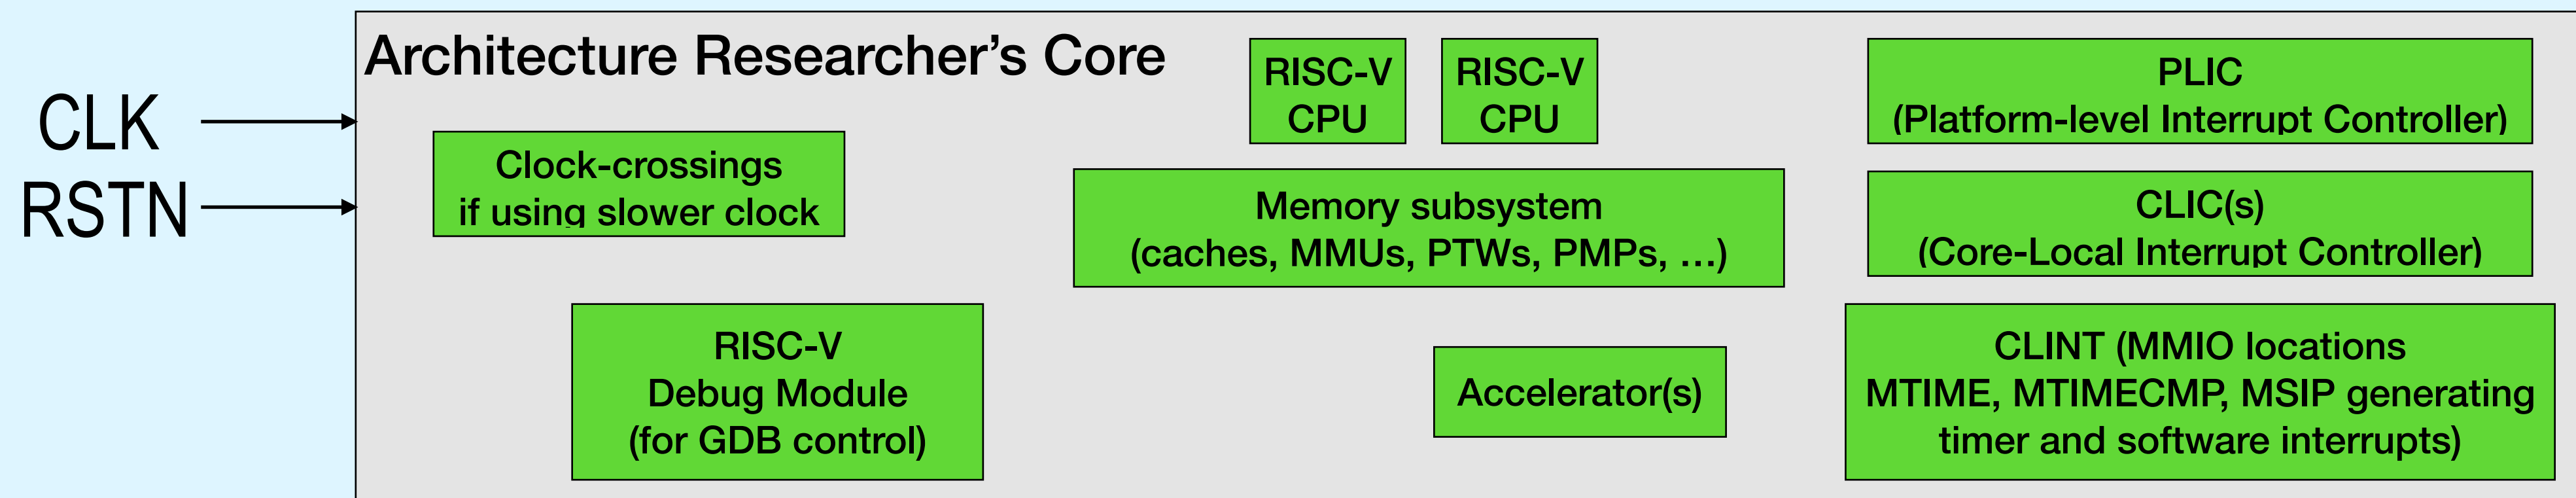 Architecture Researcher's Core
CLK
RSTN
Clock-crossings
if using slower clock
RISC-V
Debug Module
(for GDB control)
RISC-V
CPU
RISC-V
CPU
Memory subsystem
(caches, MMUs, PTWs, PMPs, …)
Accelerator(s)
PLIC
(Platform-level Interrupt Controller)
CLIC(s)
(Core-Local Interrupt Controller)
CLINT (MMIO locations
MTIME, MTIMECMP, MSIP generating
timer and software interrupts)